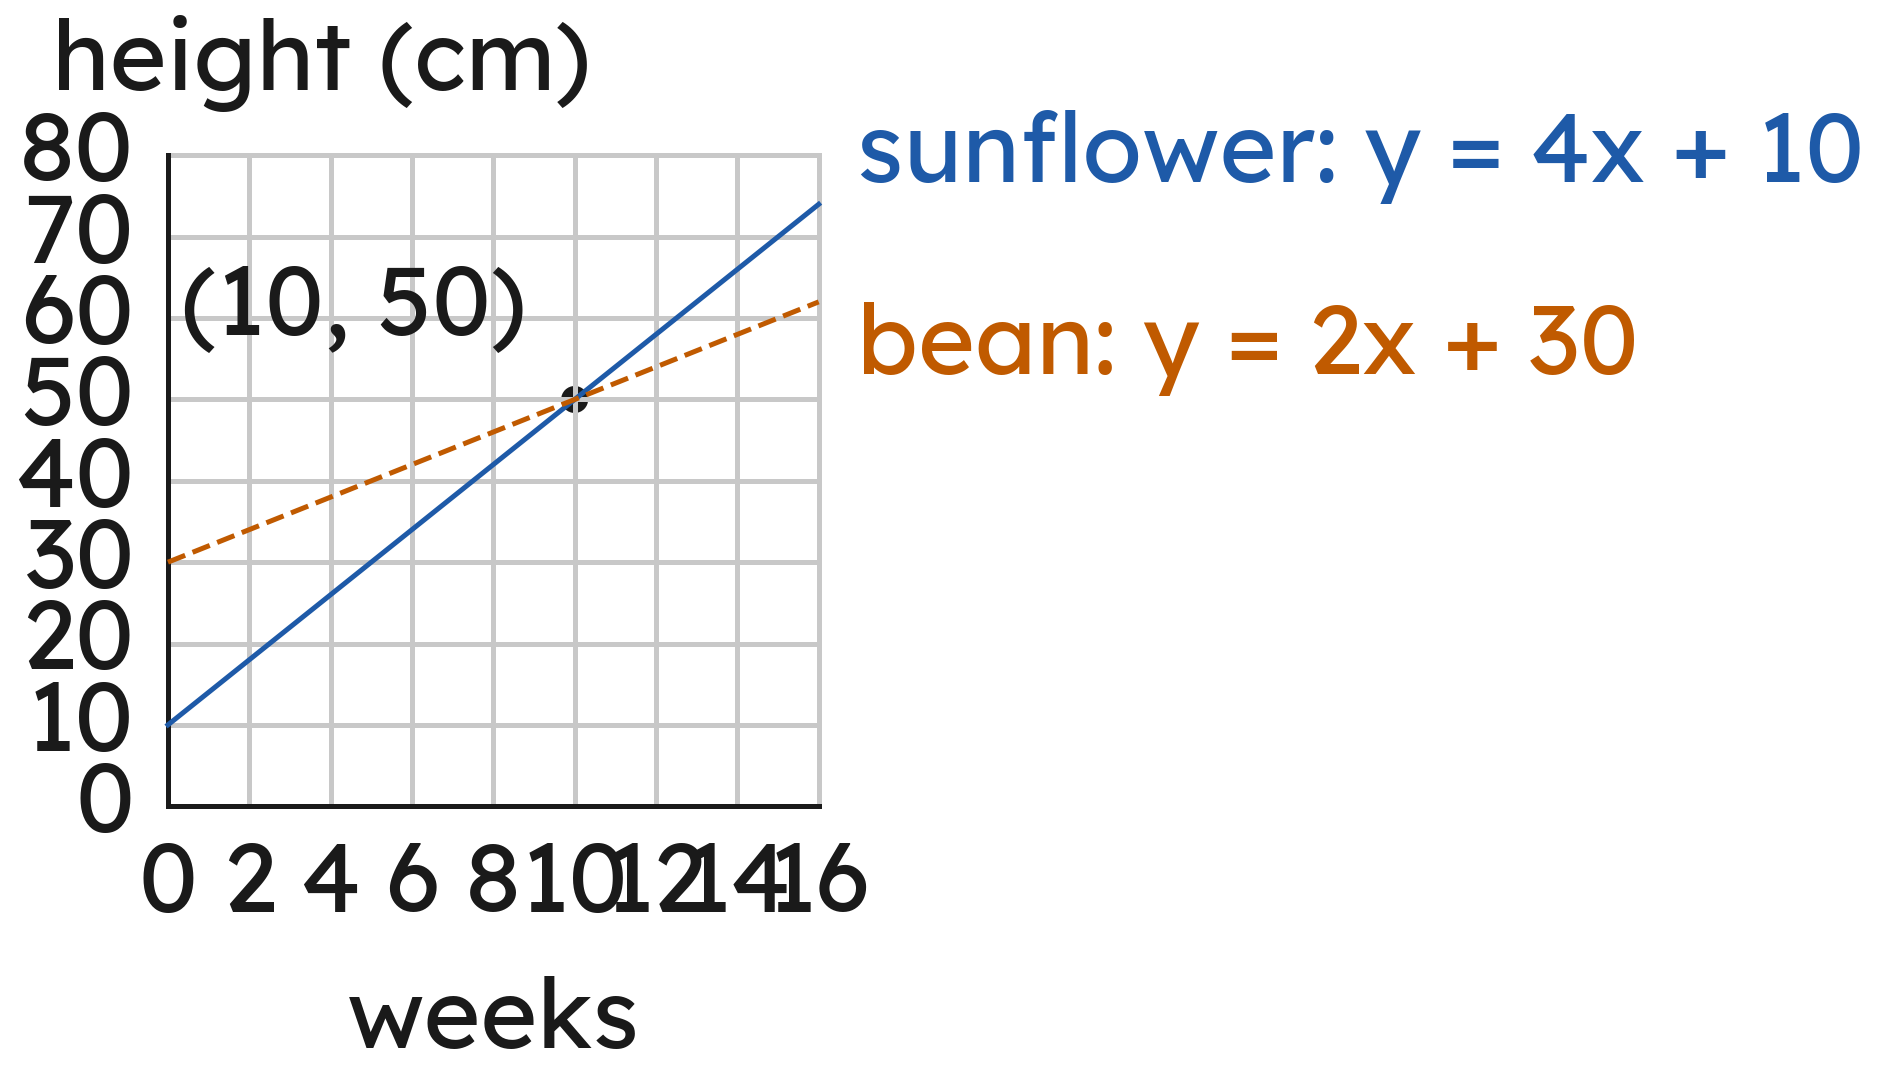 height (cm)
80
70
60
50
40
30
20
10
0
(10, 50)
0 2 4 6 8 10 12 14 16
weeks
sunflower: y = 4x + 10
bean: y = 2x + 30